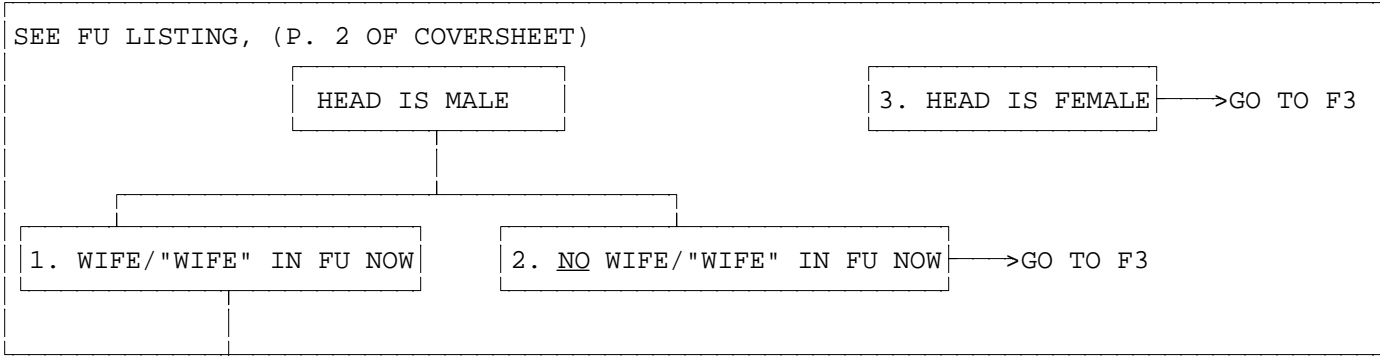 SEE FU LISTING, (P. 2 OF COVERSHEET)
HEAD IS MALE
3. HEAD IS FEMALE
GO TO F3
1. WIFE/"WIFE" IN FU NOW
2. NO WIFE/"WIFE" IN FU NOW
GO TO F3